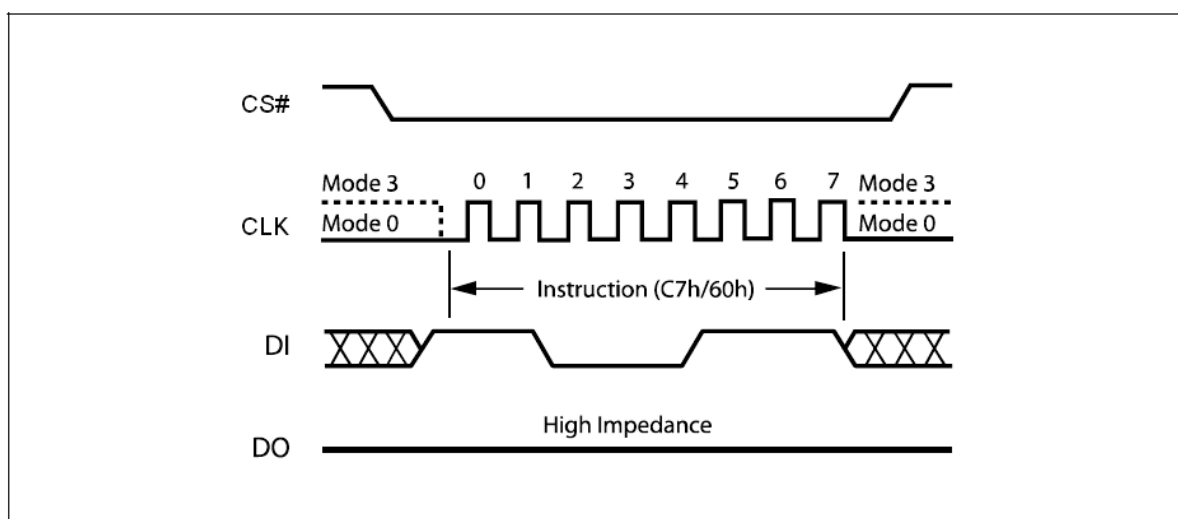 CS#
Mode 3 0 1 2 3 4 5 6 7 Mode 3
CLK Mode 0 Mode 0
Instruction (C7h/60h)
DI
High Impedance
DO